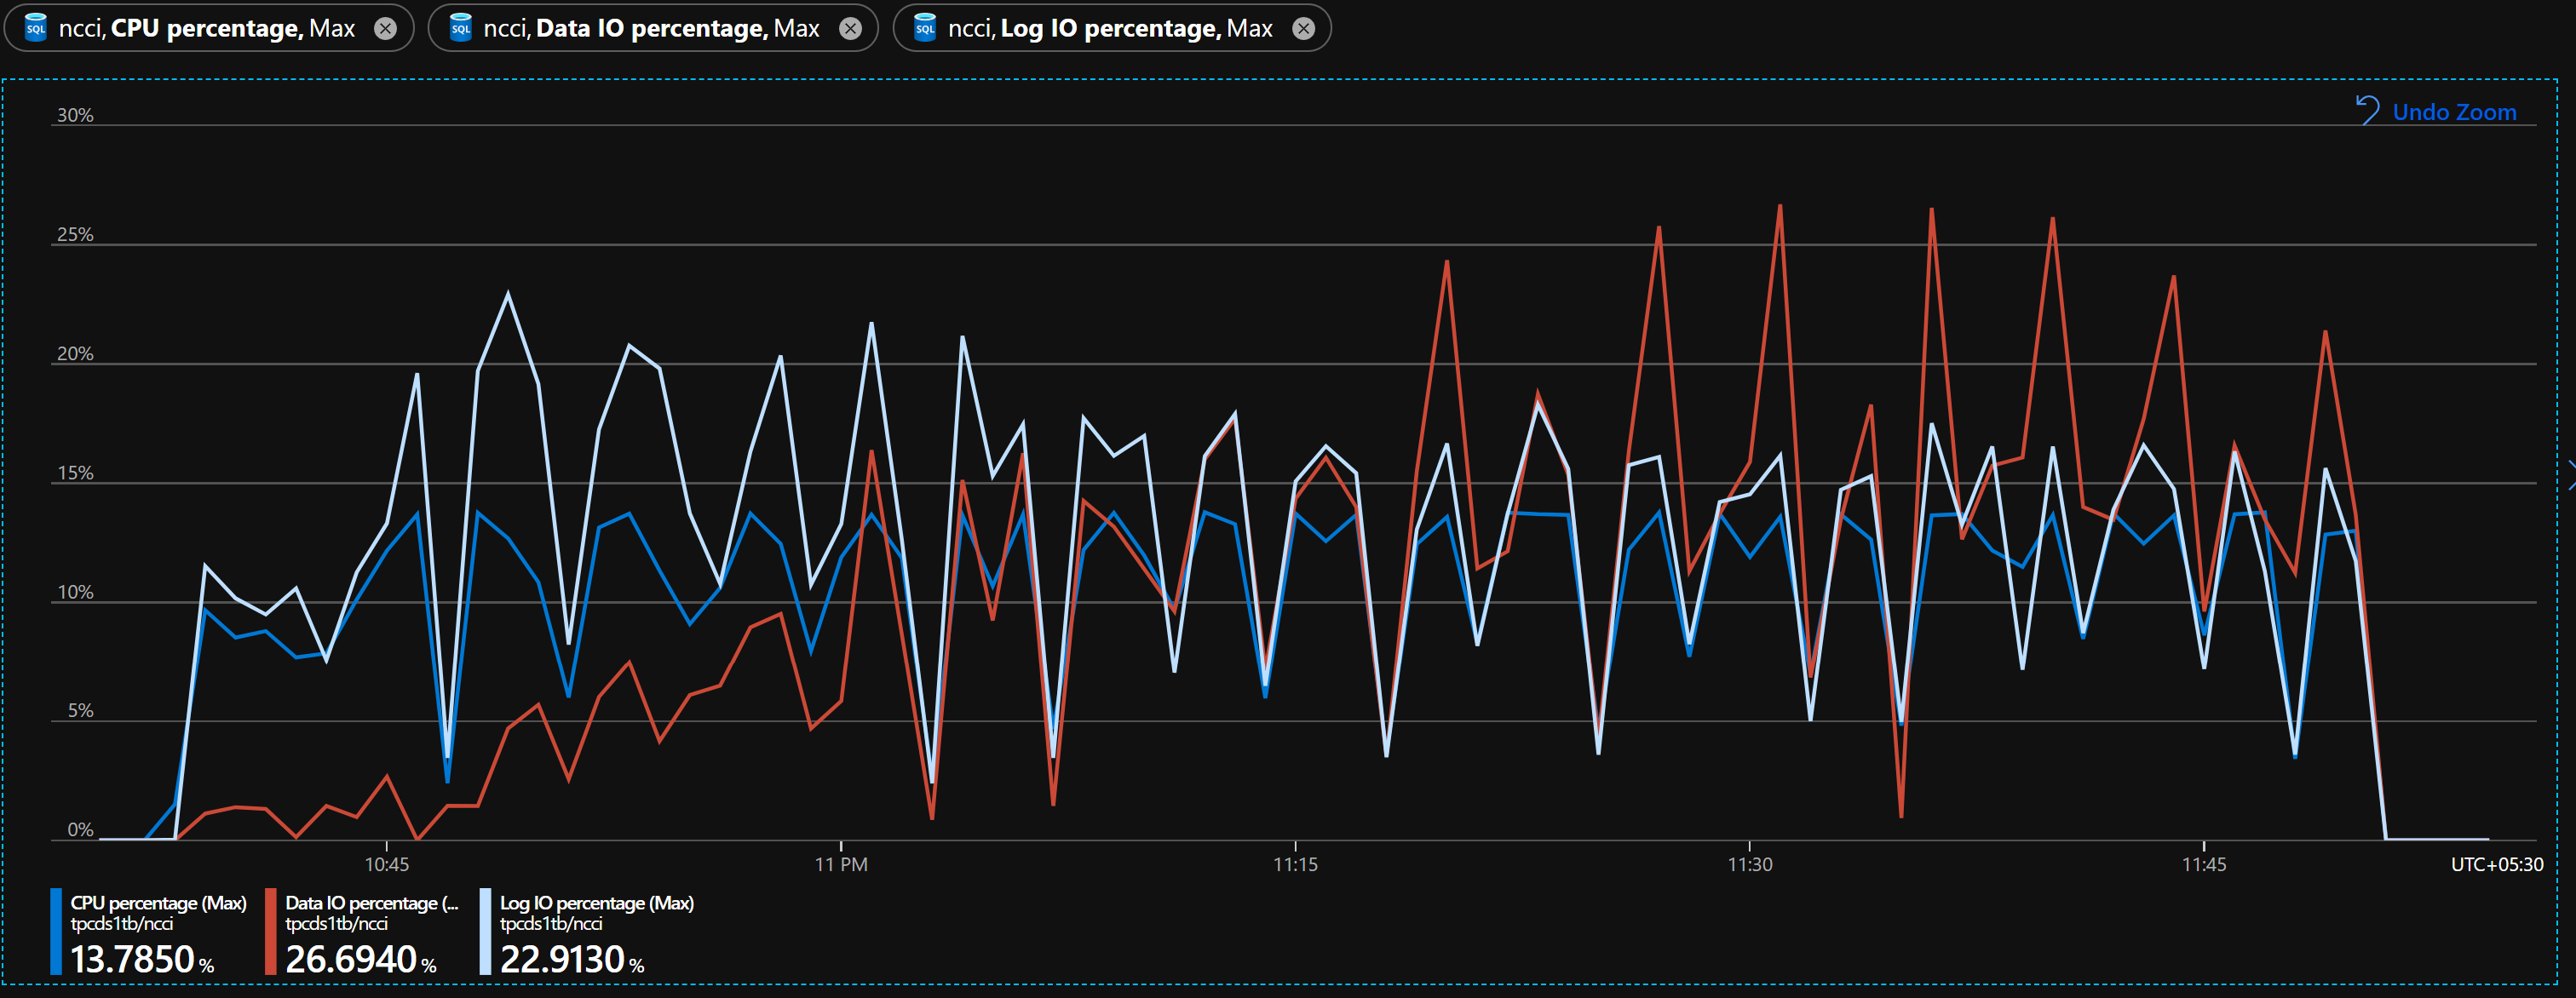 SQL ncci, CPU percentage, Max SQL ncci, Data IO percentage, Max SQL ncci, Log IO percentage, Max
30%
Undo Zoom
25%
20%
15%
10%
5%
0%
10:45 11 PM 11:15 11:30 11:45 UTC+05:30
CPU percentage (Max)
tpcds1tb/ncci
13.7850 %
Data IO percentage (...
tpcds1tb/ncci
26.6940 %
Log IO percentage (Max)
tpcds1tb/ncci
22.9130 %